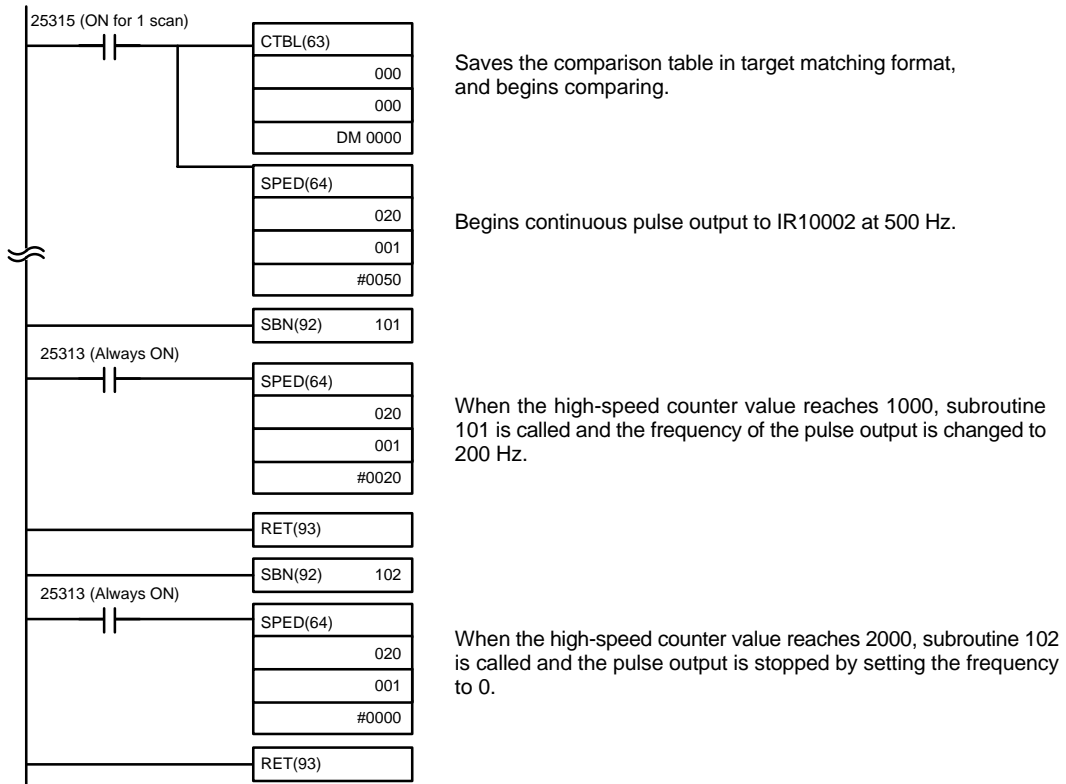 25315 (ON for 1 scan)
CTBL(63)
000
000
DM 0000
Saves the comparison table in target matching format,
and begins comparing.
SPED(64)
020
001
#0050
Begins continuous pulse output to IR10002 at 500 Hz.
SBN(92) 101
25313 (Always ON)
SPED(64)
020
001
#0020
When the high-speed counter value reaches 1000, subroutine
101 is called and the frequency of the pulse output is changed to
200 Hz.
RET(93)
SBN(92) 102
25313 (Always ON)
SPED(64)
020
001
#0000
When the high-speed counter value reaches 2000, subroutine 102
is called and the pulse output is stopped by setting the frequency
to 0.
RET(93)